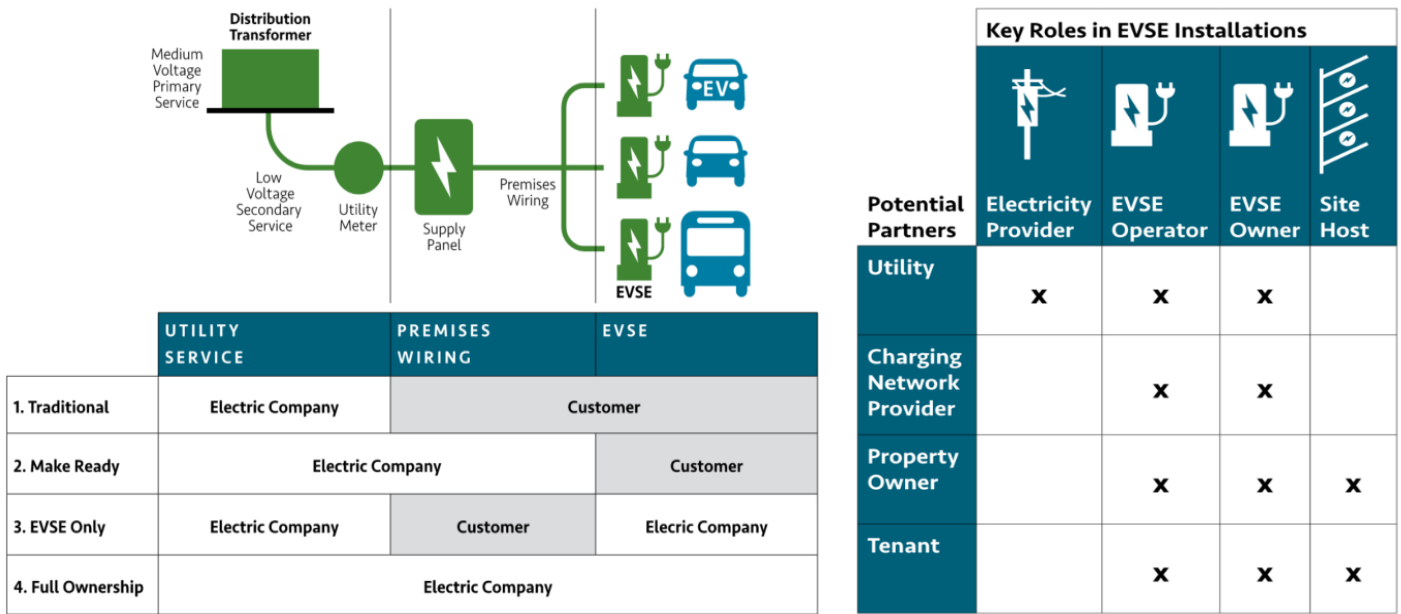 Distribution
Transformer
Medium
Voltage
Primary
Service
Low
Voltage
Secondary
Service
Utility
Meter
Supply
Panel
Premises
Wiring
EV
EVSE
UTILITY
SERVICE
PREMISES
WIRING
EVSE
1. Traditional
Electric Company
Customer
2. Make Ready
Electric Company
Customer
3. EVSE Only
Electric Company
Customer
Elecric Company
4. Full Ownership
Electric Company
Key Roles in EVSE Installations
Potential
Partners
Electricity
Provider
EVSE
Operator
EVSE
Owner
Site
Host
Utility
x x x
Charging
Network
Provider
x x
Property
Owner
x x x
Tenant
x x x